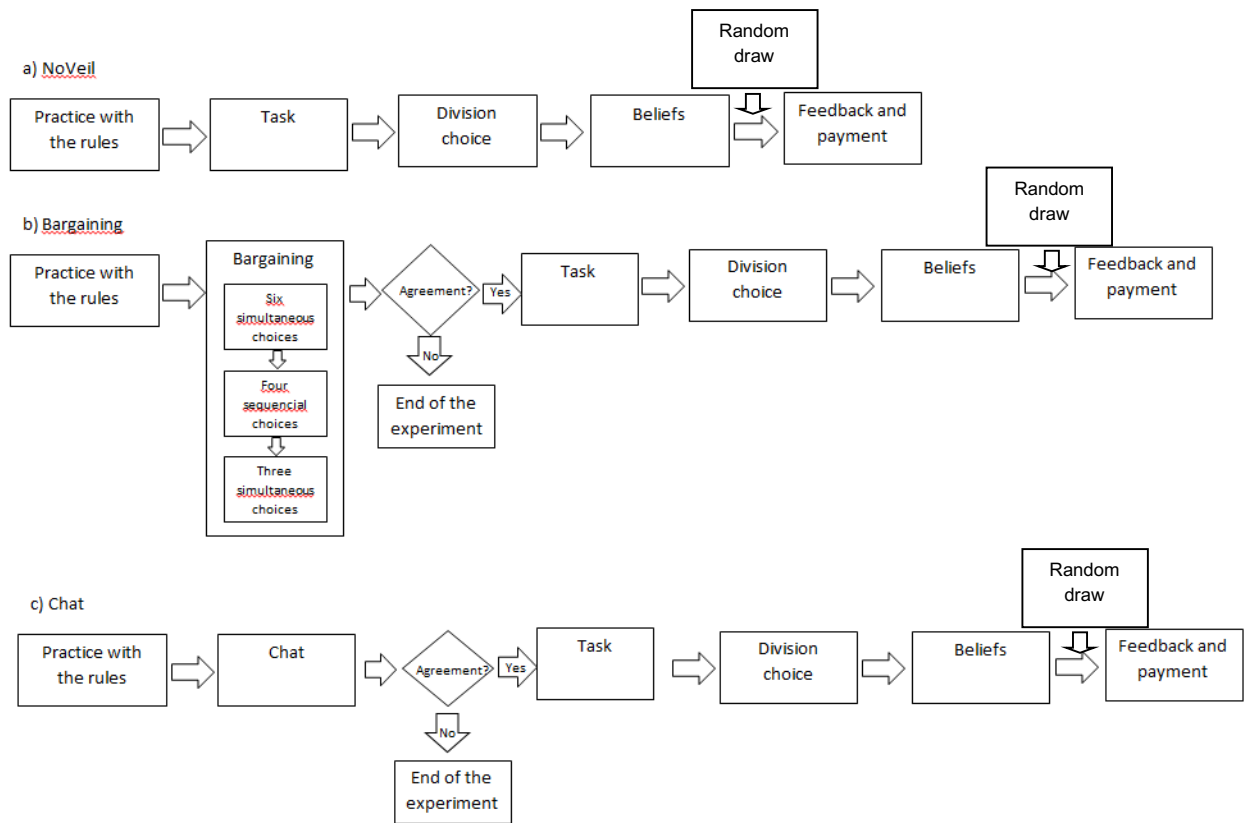 a) NoVeil
Practice with
the rules
Task
Division
choice
Beliefs
Random
draw
Feedback and
payment
b) Bargaining
Practice with
the rules
Bargaining
Six
simultaneous
choices
Four
sequencial
choices
Three
simultaneous
choices
Agreement?
Yes
No
End of the
experiment
Task
Division
choice
Beliefs
Random
draw
Feedback and
payment
c) Chat
Practice with
the rules
Chat
Agreement?
Yes
No
End of the
experiment
Task
Division
choice
Beliefs
Random
draw
Feedback and
payment